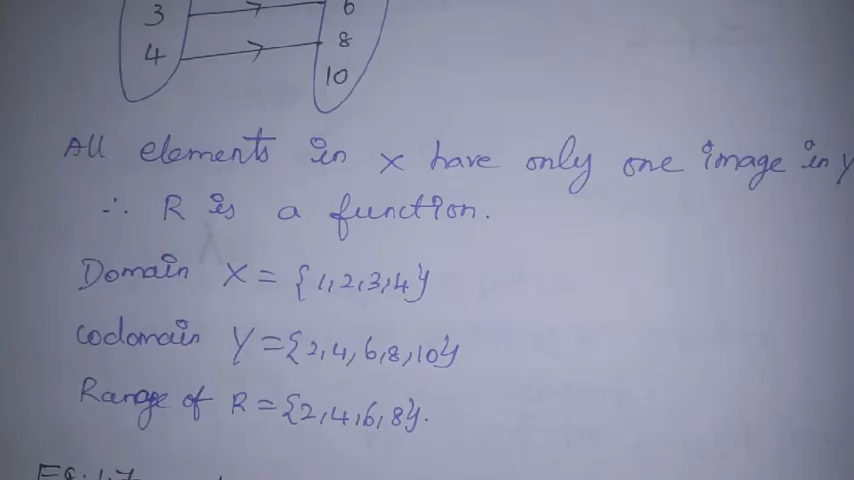 3 6
4 8
10
All elements in x have only one image in y
∴ R is a function.
Domain X = {1,2,3,4}
codomain Y = {2,4,6,8,10}
Range of R = {2,4,6,8}.